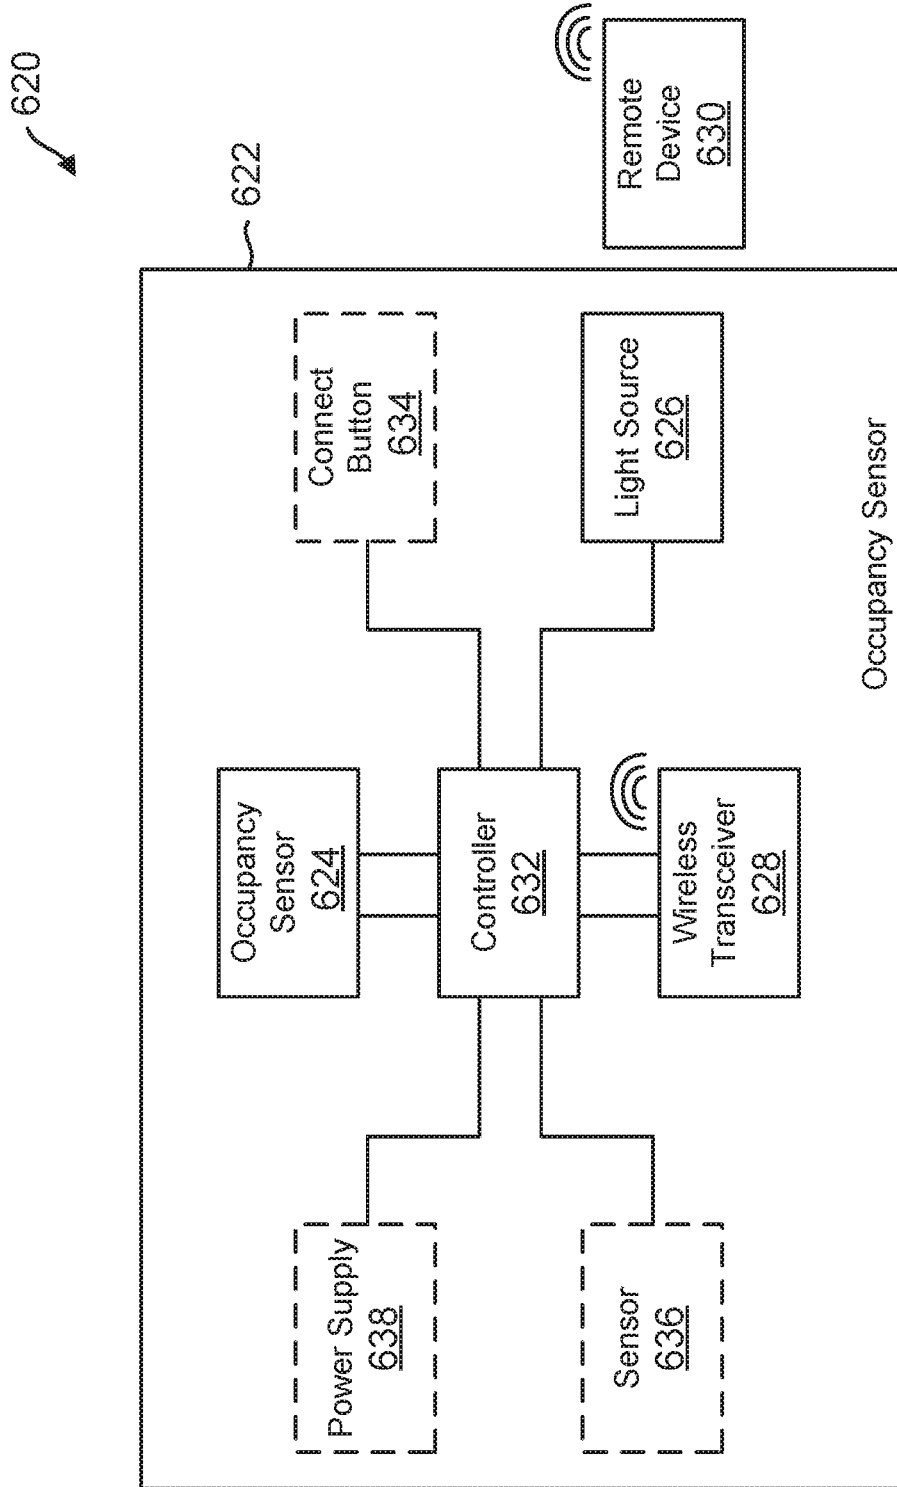 620
622
Power Supply
638
Occupancy
Sensor
624
Connect
Button
634
Controller
632
Sensor
636
Wireless
Transceiver
628
Light Source
626
Remote
Device
630
Occupancy Sensor